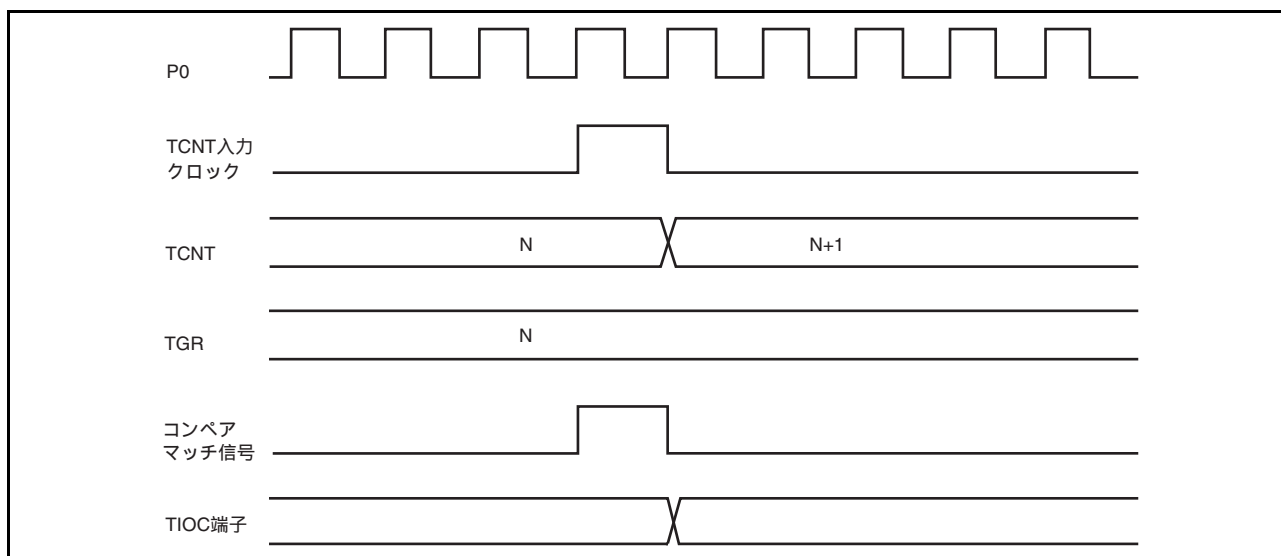 P0
TCNT入力
クロック
TCNT
N
N+1
TGR
N
コンペア
マッチ信号
TIOC端子